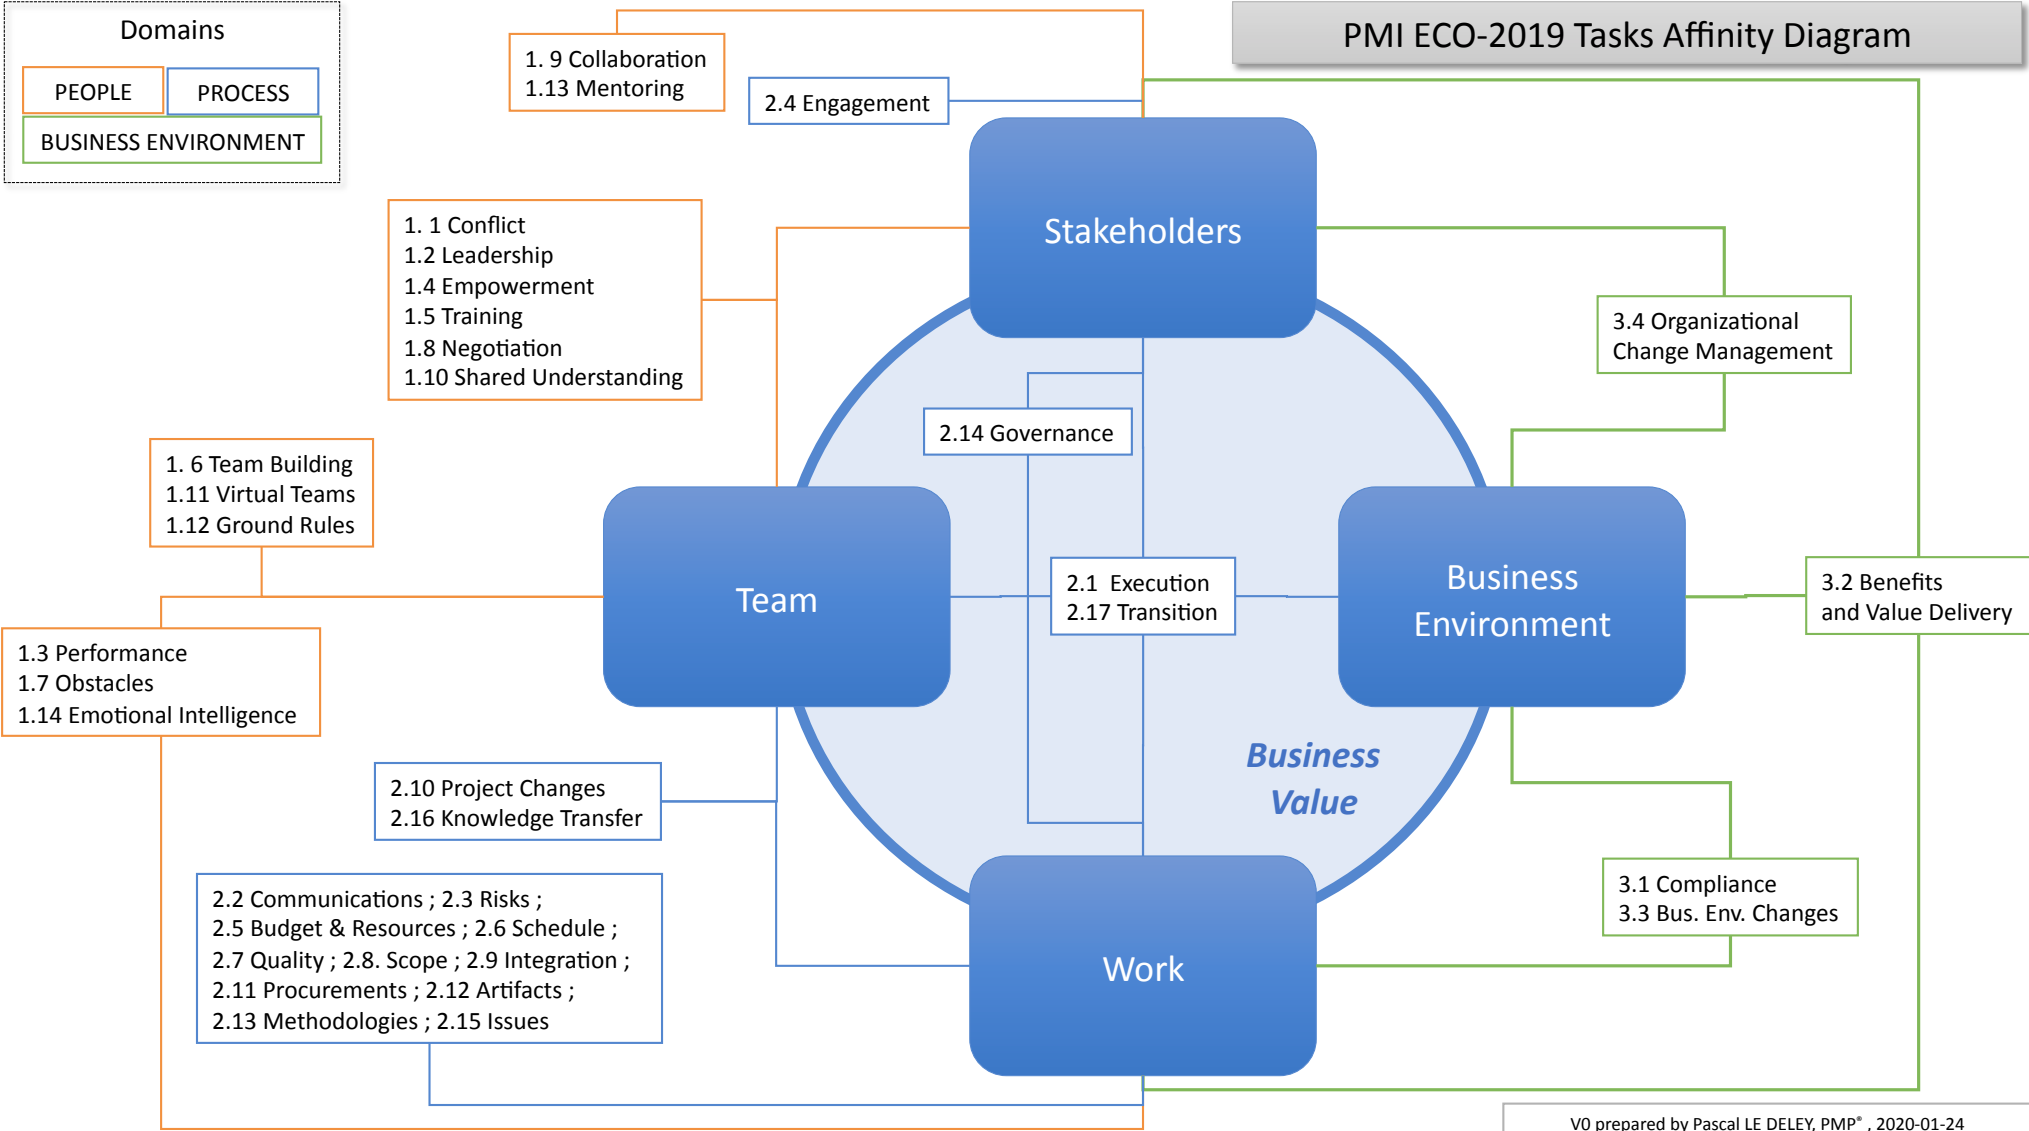 PMI ECO-2019 Tasks Affinity Diagram
Domains
PEOPLE
PROCESS
BUSINESS ENVIRONMENT
1. 9 Collaboration
1.13 Mentoring
2.4 Engagement
Stakeholders
1. 1 Conflict
1.2 Leadership
1.4 Empowerment
1.5 Training
1.8 Negotiation
1.10 Shared Understanding
3.4 Organizational
Change Management
2.14 Governance
1. 6 Team Building
1.11 Virtual Teams
1.12 Ground Rules
Team
2.1  Execution
2.17 Transition
Business
Environment
3.2 Benefits
and Value Delivery
1.3 Performance
1.7 Obstacles
1.14 Emotional Intelligence
Business
Value
2.10 Project Changes
2.16 Knowledge Transfer
2.2 Communications ; 2.3 Risks ;
2.5 Budget & Resources ; 2.6 Schedule ;
2.7 Quality ; 2.8. Scope ; 2.9 Integration ;
2.11 Procurements ; 2.12 Artifacts ;
2.13 Methodologies ; 2.15 Issues
Work
3.1 Compliance
3.3 Bus. Env. Changes
V0 prepared by Pascal LE DELEY, PMP® , 2020-01-24